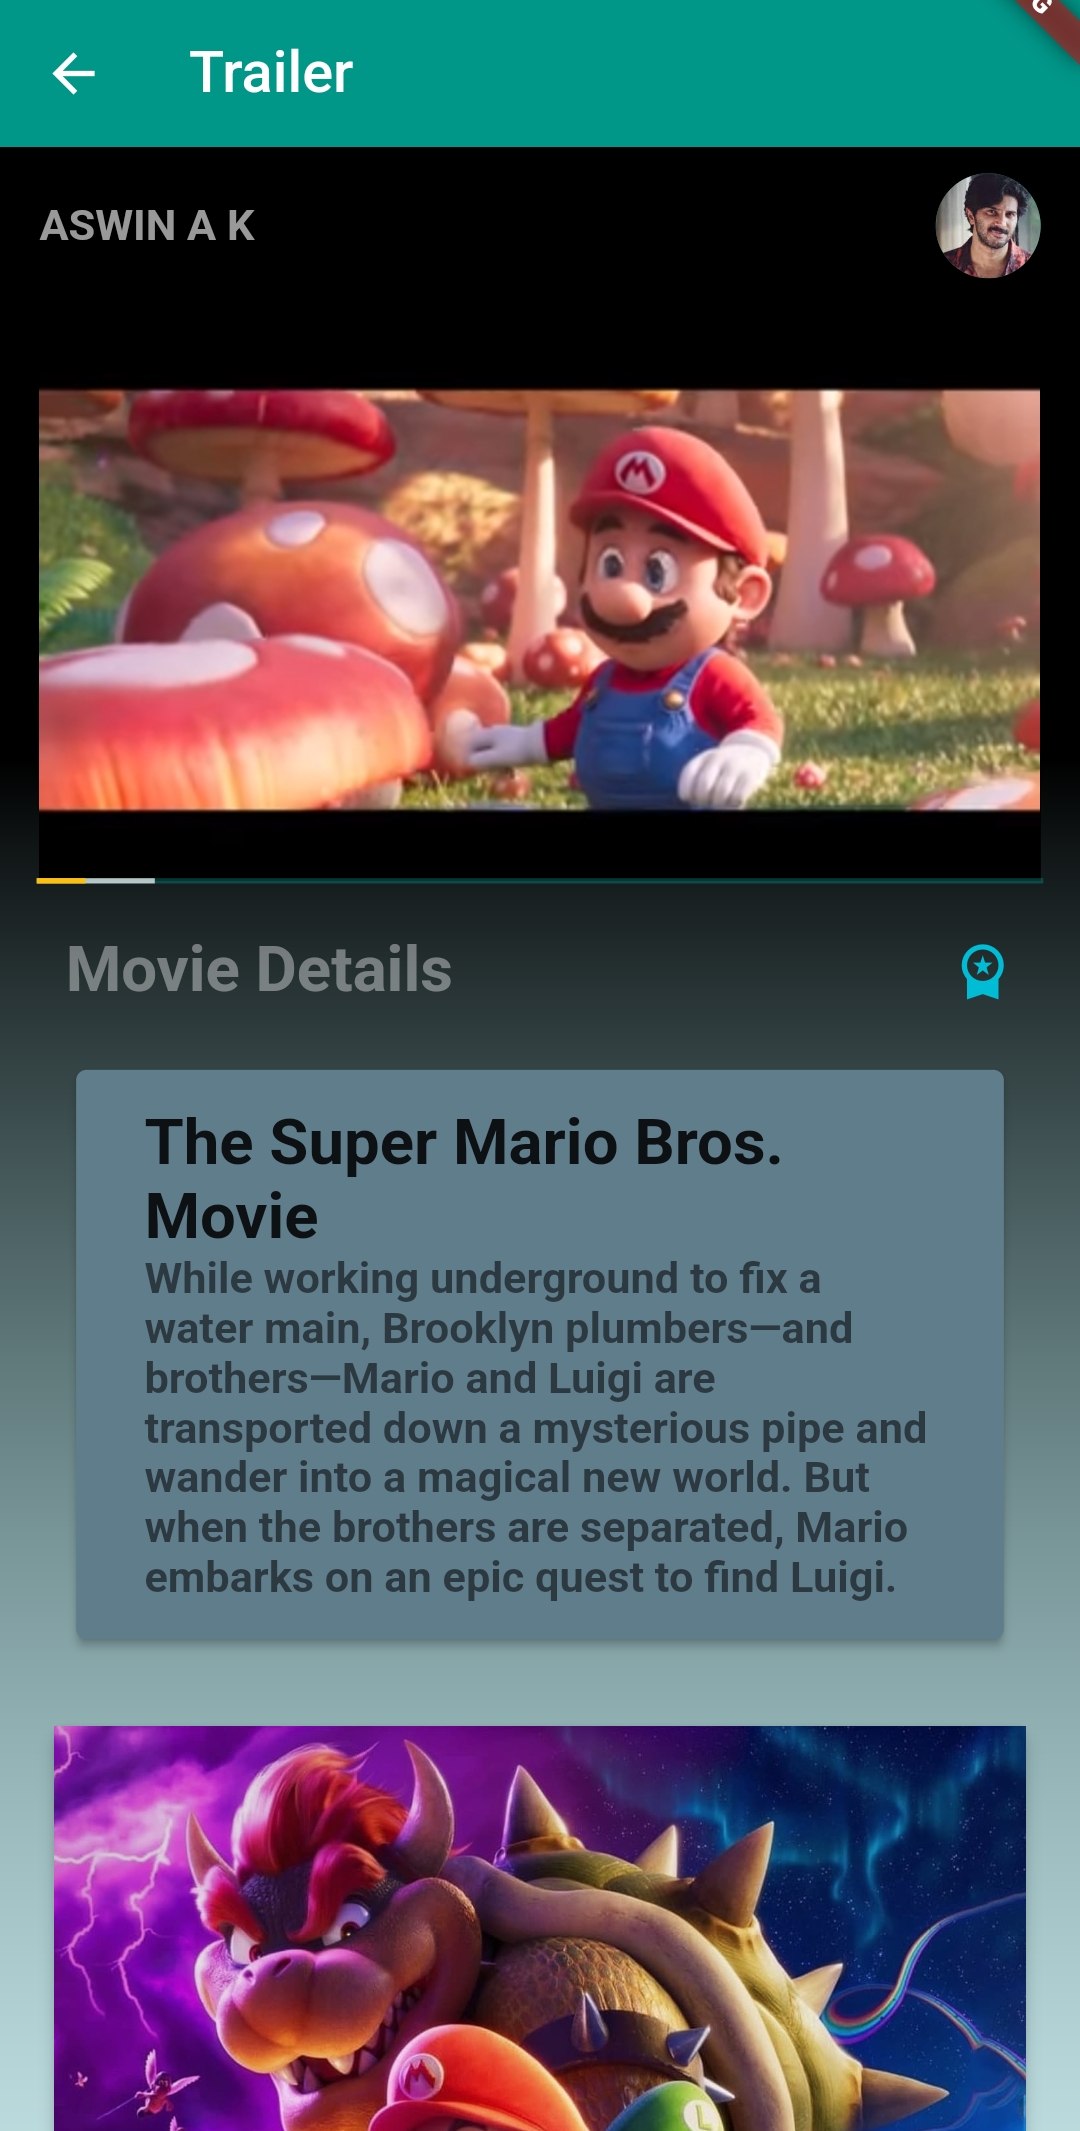 Trailer
G
ASWIN A K
M
Movie Details
The Super Mario Bros.
Movie
While working underground to fix a
water main, Brooklyn plumbers—and
brothers—Mario and Luigi are
transported down a mysterious pipe and
wander into a magical new world. But
when the brothers are separated, Mario
embarks on an epic quest to find Luigi.
M
L